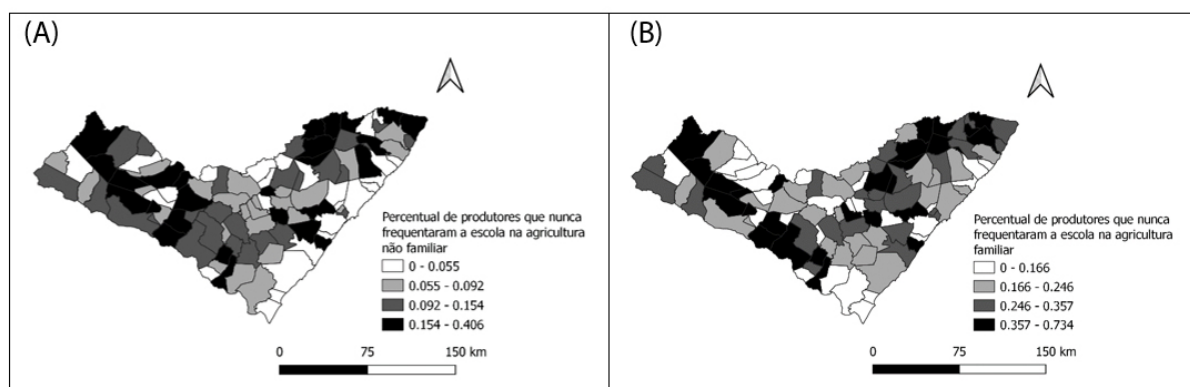 (A)
Percentual de produtores que nunca
frequentaram a escola na agricultura
não familiar
0 - 0.055
0.055 - 0.092
0.092 - 0.154
0.154 - 0.406
0 75 150 km
(B)
Percentual de produtores que nunca
frequentaram a escola na agricultura
familiar
0 - 0.166
0.166 - 0.246
0.246 - 0.357
0.357 - 0.734
0 75 150 km